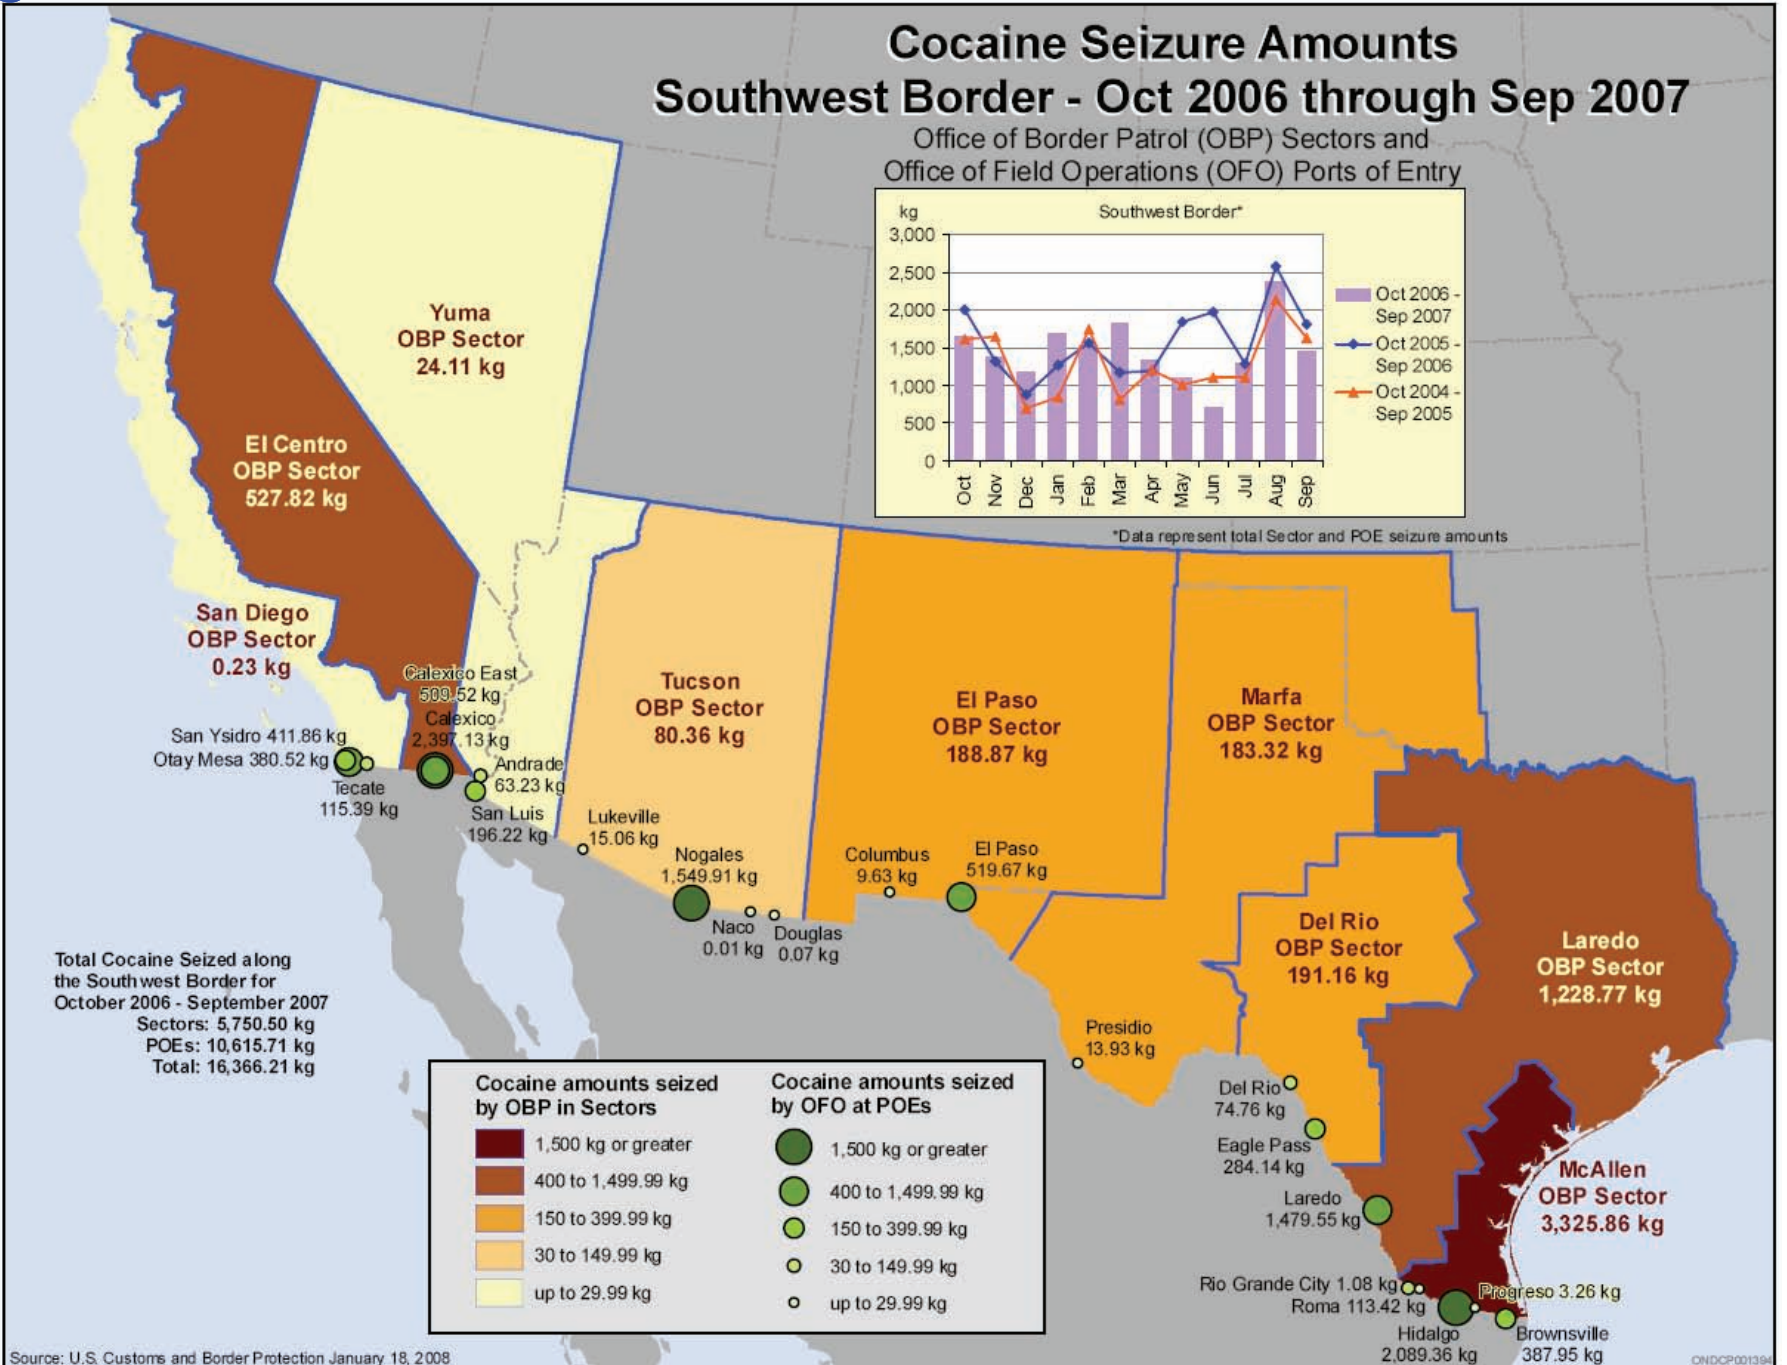 Cocaine Seizure Amounts
Southwest Border - Oct 2006 through Sep 2007
Office of Border Patrol (OBP) Sectors and
Office of Field Operations (OFO) Ports of Entry
kg
Southwest Border*
3,000
2,500
2,000
1,500
1,000
500
0
Oct
Nov
Dec
Jan
Feb
Mar
Apr
May
Jun
Jul
Aug
Sep
Oct 2006 -
Sep 2007
Oct 2005 -
Sep 2006
Oct 2004 -
Sep 2005
*Data represent total Sector and POE seizure amounts
Yuma
OBP Sector
24.11 kg
El Centro
OBP Sector
527.82 kg
San Diego
OBP Sector
0.23 kg
Calexico East
509.52 kg
Calexico
2,397.13 kg
San Ysidro 411.86 kg
Otay Mesa 380.52 kg
Tecate
115.39 kg
Andrade
63.23 kg
San Luis
196.22 kg
Tucson
OBP Sector
80.36 kg
Lukeville
15.06 kg
Nogales
1,549.91 kg
Naco
0.01 kg
Douglas
0.07 kg
El Paso
OBP Sector
188.87 kg
Columbus
9.63 kg
El Paso
519.67 kg
Marfa
OBP Sector
183.32 kg
Presidio
13.93 kg
Del Rio
OBP Sector
191.16 kg
Del Rio
74.76 kg
Eagle Pass
284.14 kg
Laredo
OBP Sector
1,228.77 kg
Laredo
1,479.55 kg
McAllen
OBP Sector
3,325.86 kg
Rio Grande City 1.08 kg
Roma 113.42 kg
Progreso 3.26 kg
Hidalgo
2,089.36 kg
Brownsville
387.95 kg
Total Cocaine Seized along
the Southwest Border for
October 2006 - September 2007
Sectors: 5,750.50 kg
POEs: 10,615.71 kg
Total: 16,366.21 kg
Cocaine amounts seized
by OBP in Sectors
1,500 kg or greater
400 to 1,499.99 kg
150 to 399.99 kg
30 to 149.99 kg
up to 29.99 kg
Cocaine amounts seized
by OFO at POEs
1,500 kg or greater
400 to 1,499.99 kg
150 to 399.99 kg
30 to 149.99 kg
up to 29.99 kg
Source: U.S. Customs and Border Protection January 18, 2008